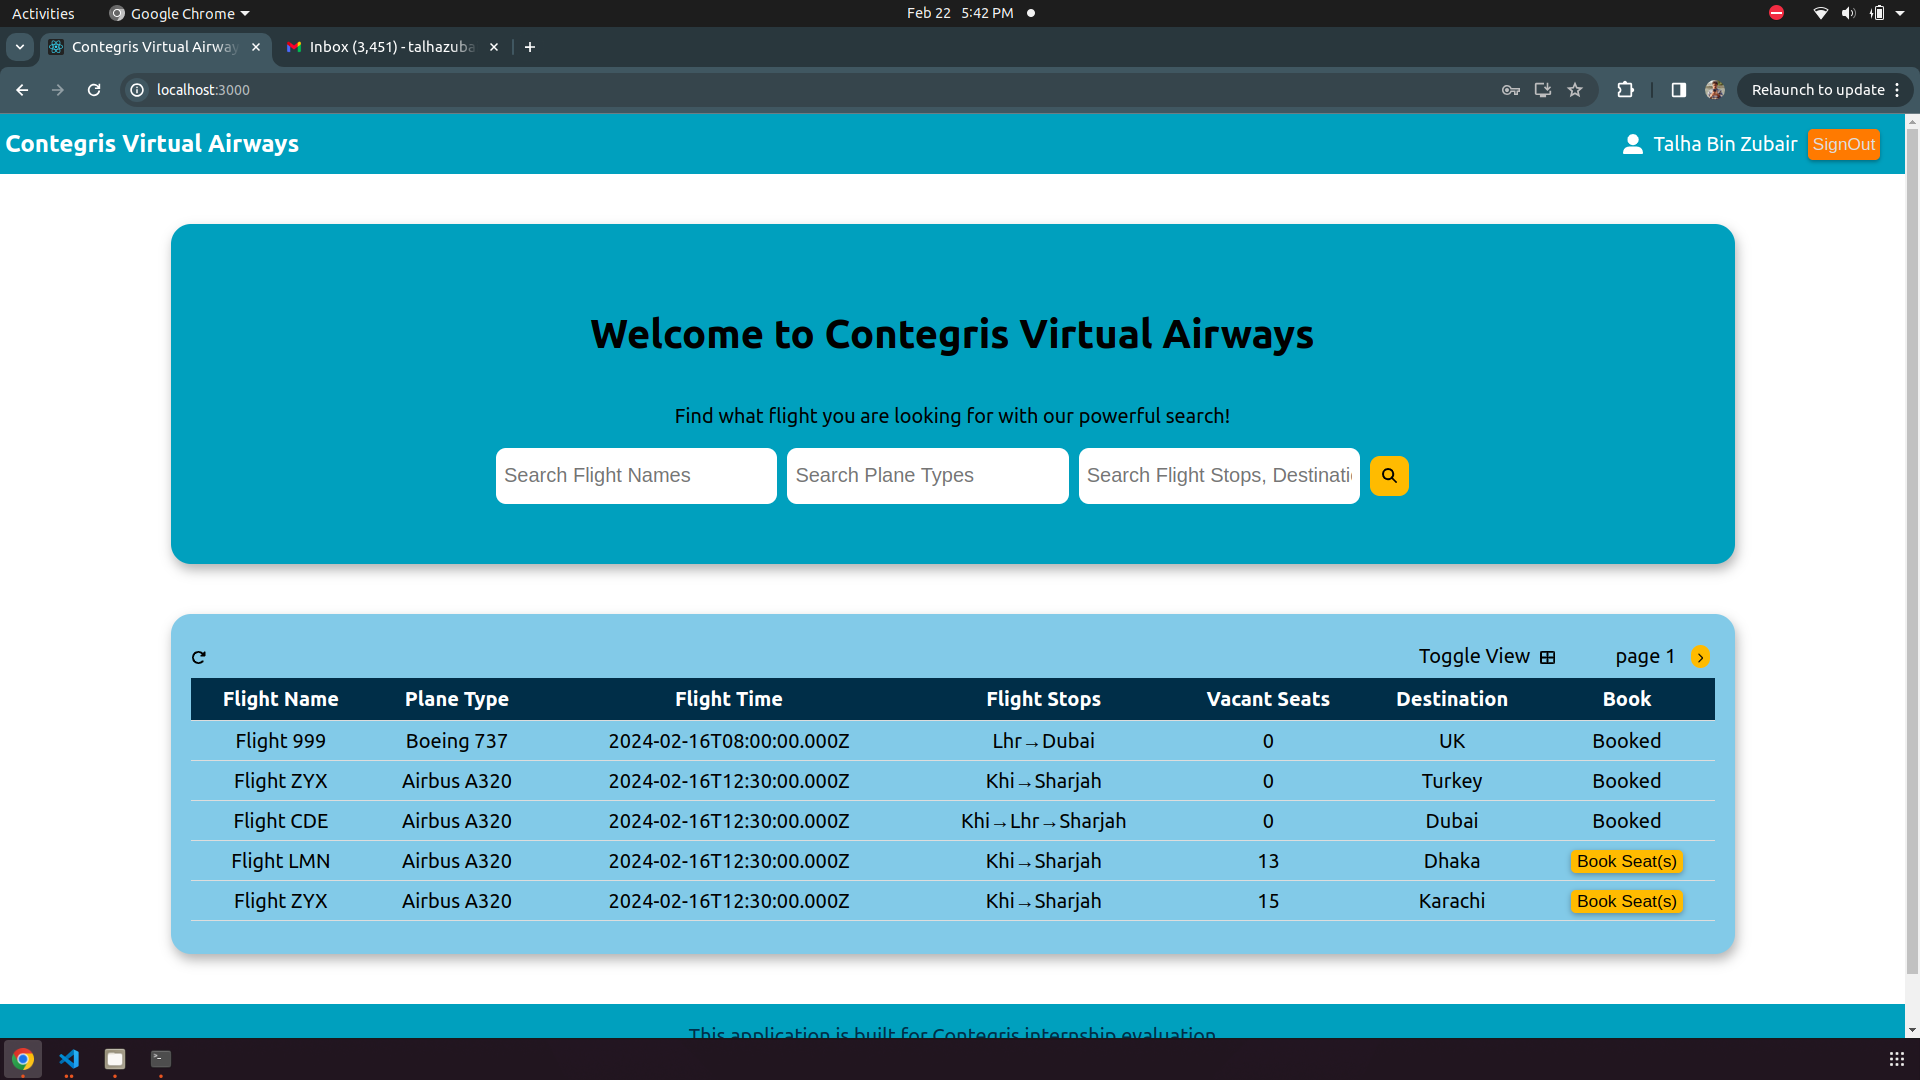 Activities
Google Chrome
Feb 22 5:42 PM
Contegris Virtual Airway
Inbox (3,451) - talhazuba
localhost:3000
Relaunch to update
Contegris Virtual Airways
Talha Bin Zubair
SignOut
Welcome to Contegris Virtual Airways
Find what flight you are looking for with our powerful search!
Search Flight Names
Search Plane Types
Search Flight Stops, Destinati
Toggle View
page 1
Flight Name Plane Type Flight Time Flight Stops Vacant Seats Destination Book
Flight 999 Boeing 737 2024-02-16T08:00:00.000Z Lhr→Dubai 0 UK Booked
Flight ZYX Airbus A320 2024-02-16T12:30:00.000Z Khi→Sharjah 0 Turkey Booked
Flight CDE Airbus A320 2024-02-16T12:30:00.000Z Khi→Lhr→Sharjah 0 Dubai Booked
Flight LMN Airbus A320 2024-02-16T12:30:00.000Z Khi→Sharjah 13 Dhaka Book Seat(s)
Flight ZYX Airbus A320 2024-02-16T12:30:00.000Z Khi→Sharjah 15 Karachi Book Seat(s)
This application is built for Contegris internship evaluation